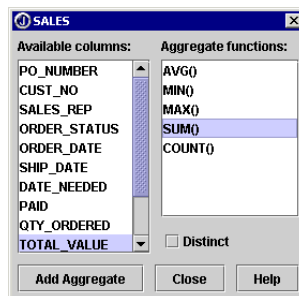 SALES
Available columns:
PO_NUMBER
CUST_NO
SALES_REP
ORDER_STATUS
ORDER_DATE
SHIP_DATE
DATE_NEEDED
PAID
QTY_ORDERED
TOTAL_VALUE
Aggregate functions:
AVG()
MIN()
MAX()
SUM()
COUNT()
Distinct
Add Aggregate
Close
Help